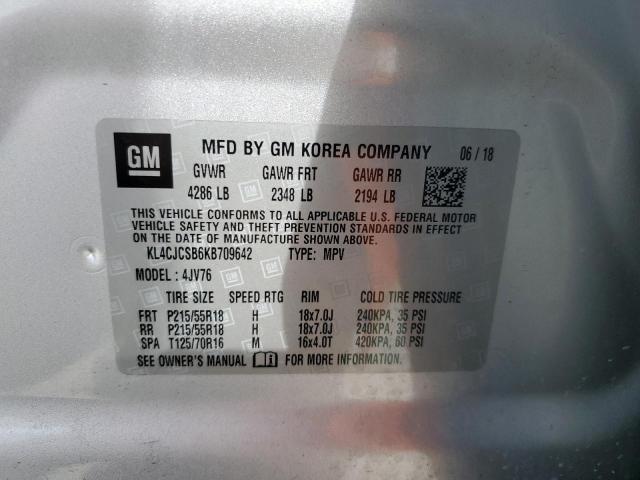 GM MFD BY GM KOREA COMPANY 06 / 18
GVWR GAWR FRT GAWR RR
4286 LB 2348 LB 2194 LB
THIS VEHICLE CONFORMS TO ALL APPLICABLE U.S. FEDERAL MOTOR
VEHICLE SAFETY AND THEFT PREVENTION STANDARDS IN EFFECT
ON THE DATE OF MANUFACTURE SHOWN ABOVE.
KL4CJCSB6KB709642 TYPE: MPV
MODEL : 4JV76
TIRE SIZE SPEED RTG RIM COLD TIRE PRESSURE
FRT P215/55R18 H 18x7.0J 240KPA, 35 PSI
RR P215/55R18 H 18x7.0J 240KPA, 35 PSI
SPA T125/70R16 M 16x4.0T 420KPA, 60 PSI
SEE OWNER'S MANUAL FOR MORE INFORMATION.